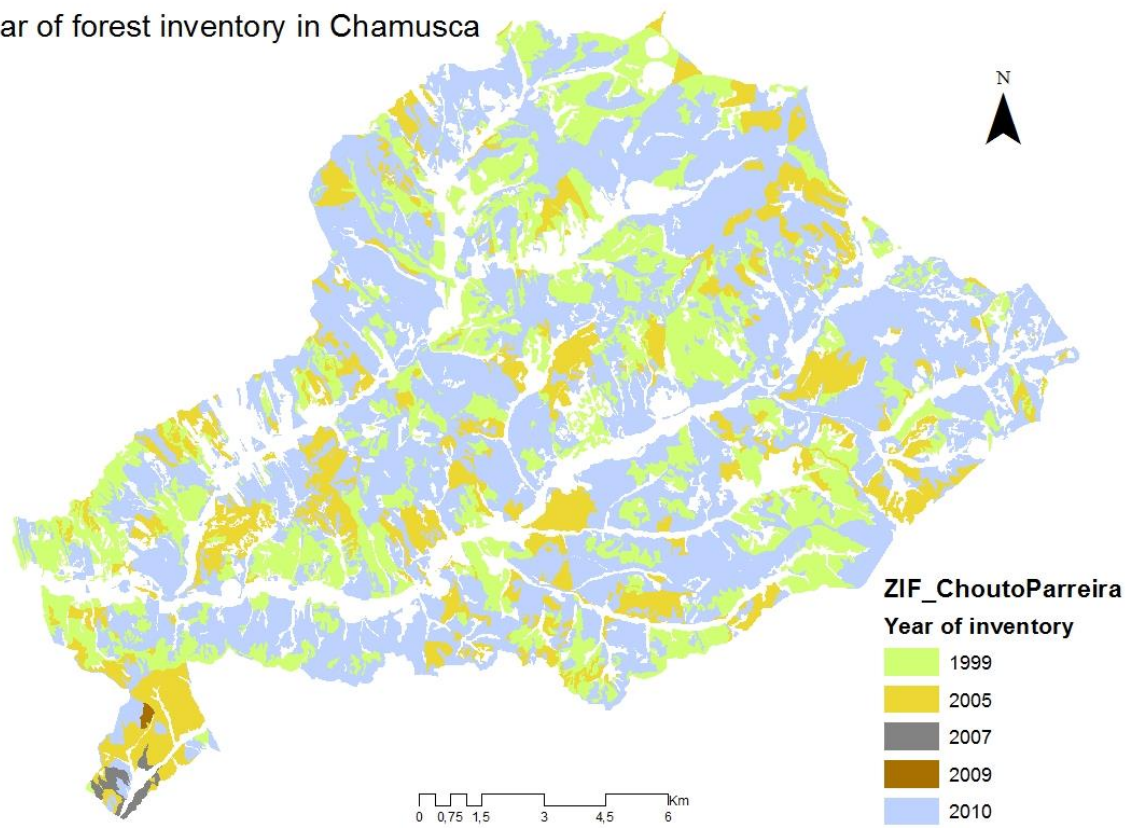 ar of forest inventory in Chamusca
N
ZIF_ChoutoParreira
Year of inventory
1999
2005
2007
2009
2010
Km
0 0,75 1,5 3 4,5 6